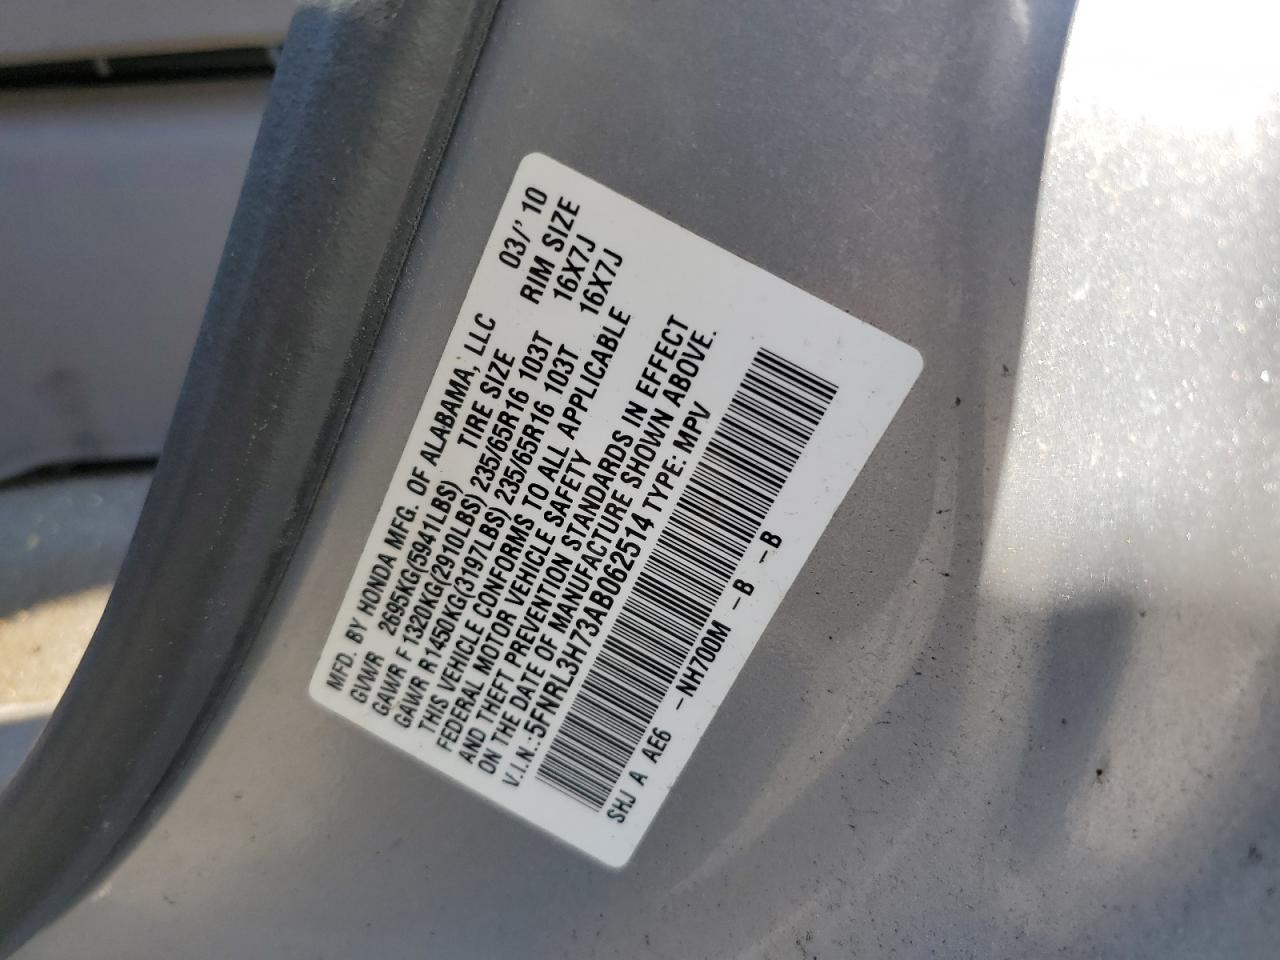 MFD. BY HONDA MFG. OF ALABAMA, LLC 03/' 10
GVWR 2695KG(5941LBS) TIRE SIZE RIM SIZE
GAWR F 1320KG(2910LBS) 235/65R16 103T 16X7J
GAWR R1450KG(3197LBS) 235/65R16 103T 16X7J
THIS VEHICLE CONFORMS TO ALL APPLICABLE
FEDERAL MOTOR VEHICLE SAFETY
AND THEFT PREVENTION STANDARDS IN EFFECT
ON THE DATE OF MANUFACTURE SHOWN ABOVE.
V.I.N.:5FNRL3H73AB062514 TYPE: MPV
SHJ A AE6 - NH700M - B - B